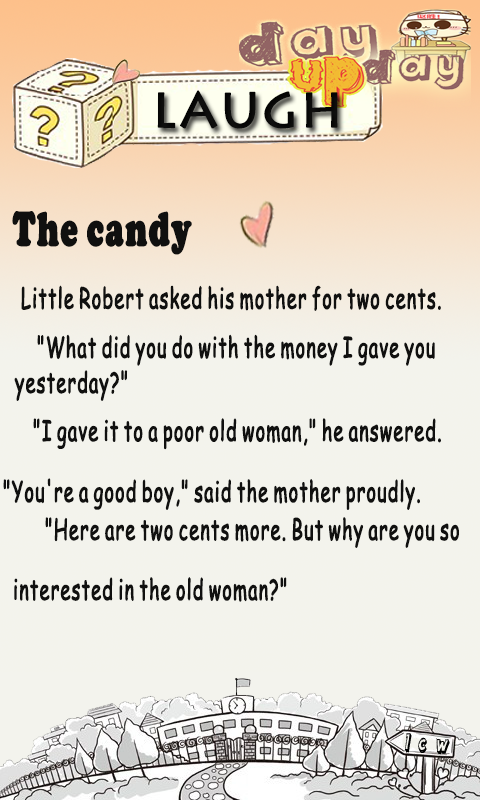 day up day
LAUGH
The candy
Little Robert asked his mother for two cents.
"What did you do with the money I gave you
yesterday?"
"I gave it to a poor old woman," he answered.
"You're a good boy," said the mother proudly.
"Here are two cents more. But why are you so
interested in the old woman?"
I G W